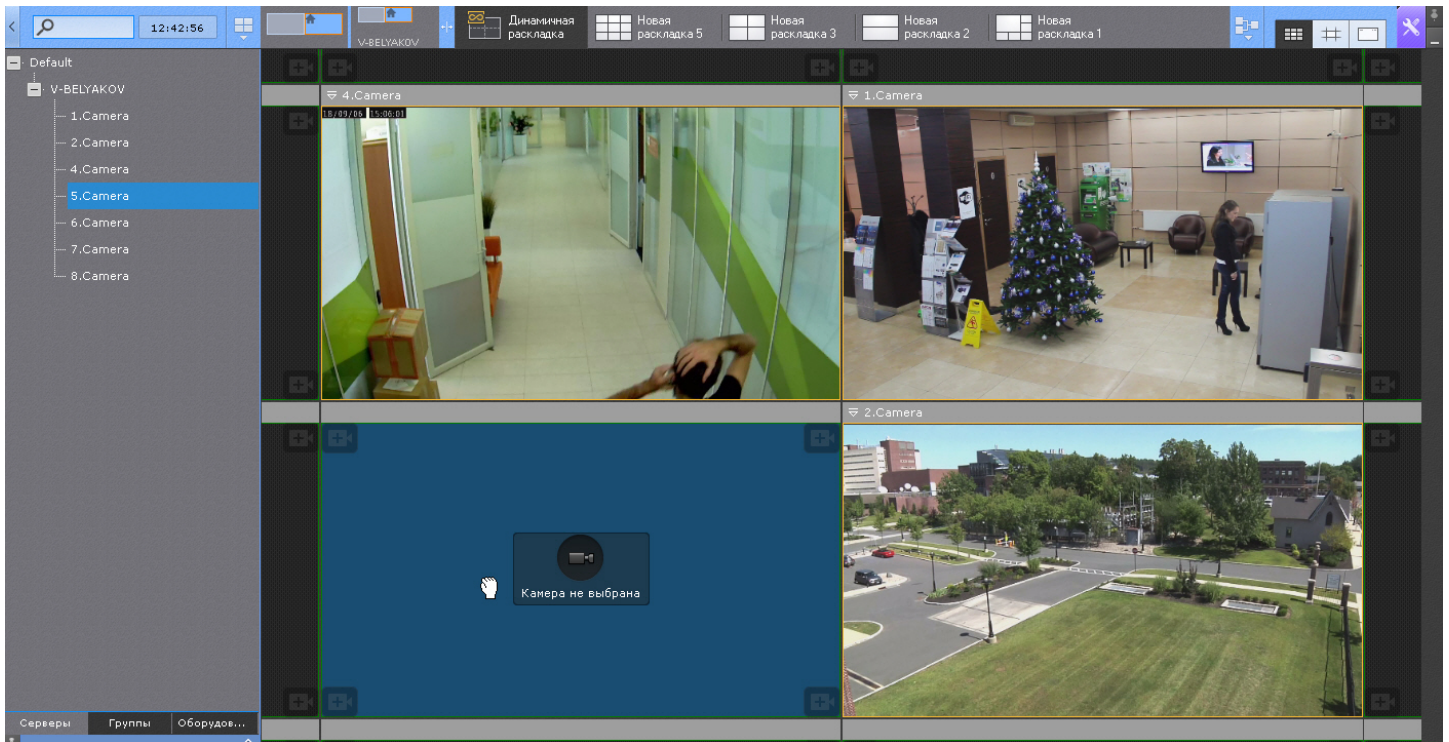 12:42:56
V-BELYAKOV
Динамичная
раскладка
Новая
раскладка 5
Новая
раскладка 3
Новая
раскладка 2
Новая
раскладка 1
Default
V-BELYAKOV
1.Camera
2.Camera
4.Camera
5.Camera
6.Camera
7.Camera
8.Camera
4.Camera
18/09/06 15:06:01
1.Camera
2.Camera
Камера не выбрана
Серверы
Группы
Оборудов...